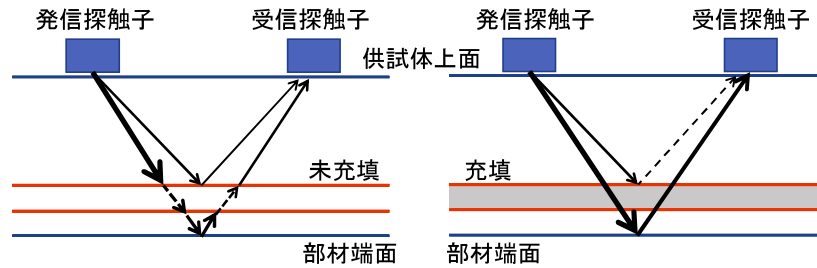 発信探触子
受信探触子
供試体上面
未充填
部材端面
発信探触子
受信探触子
充填
部材端面